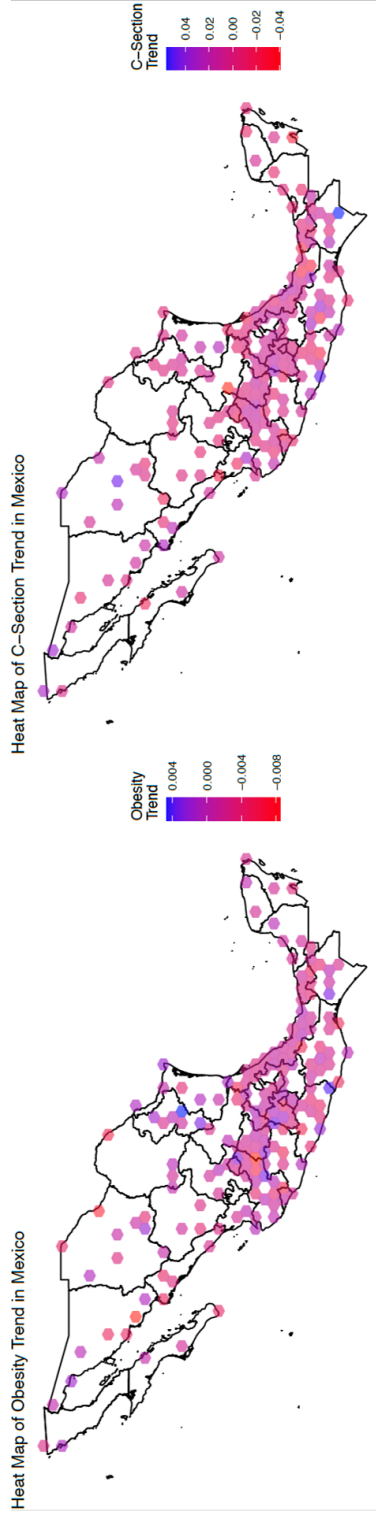 Heat Map of Obesity Trend in Mexico
Obesity
Trend
0.004
0.000
−0.004
−0.008
Heat Map of C−Section Trend in Mexico
C−Section
Trend
0.04
0.02
0.00
−0.02
−0.04